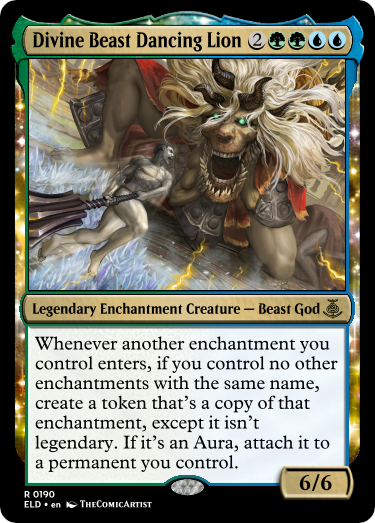 Divine Beast Dancing Lion 2
Legendary Enchantment Creature — Beast God
Whenever another enchantment you
control enters, if you control no other
enchantments with the same name,
create a token that's a copy of that
enchantment, except it isn't
legendary. If it's an Aura, attach it to
a permanent you control.
6/6
R 0190
ELD • en TheComicArtist